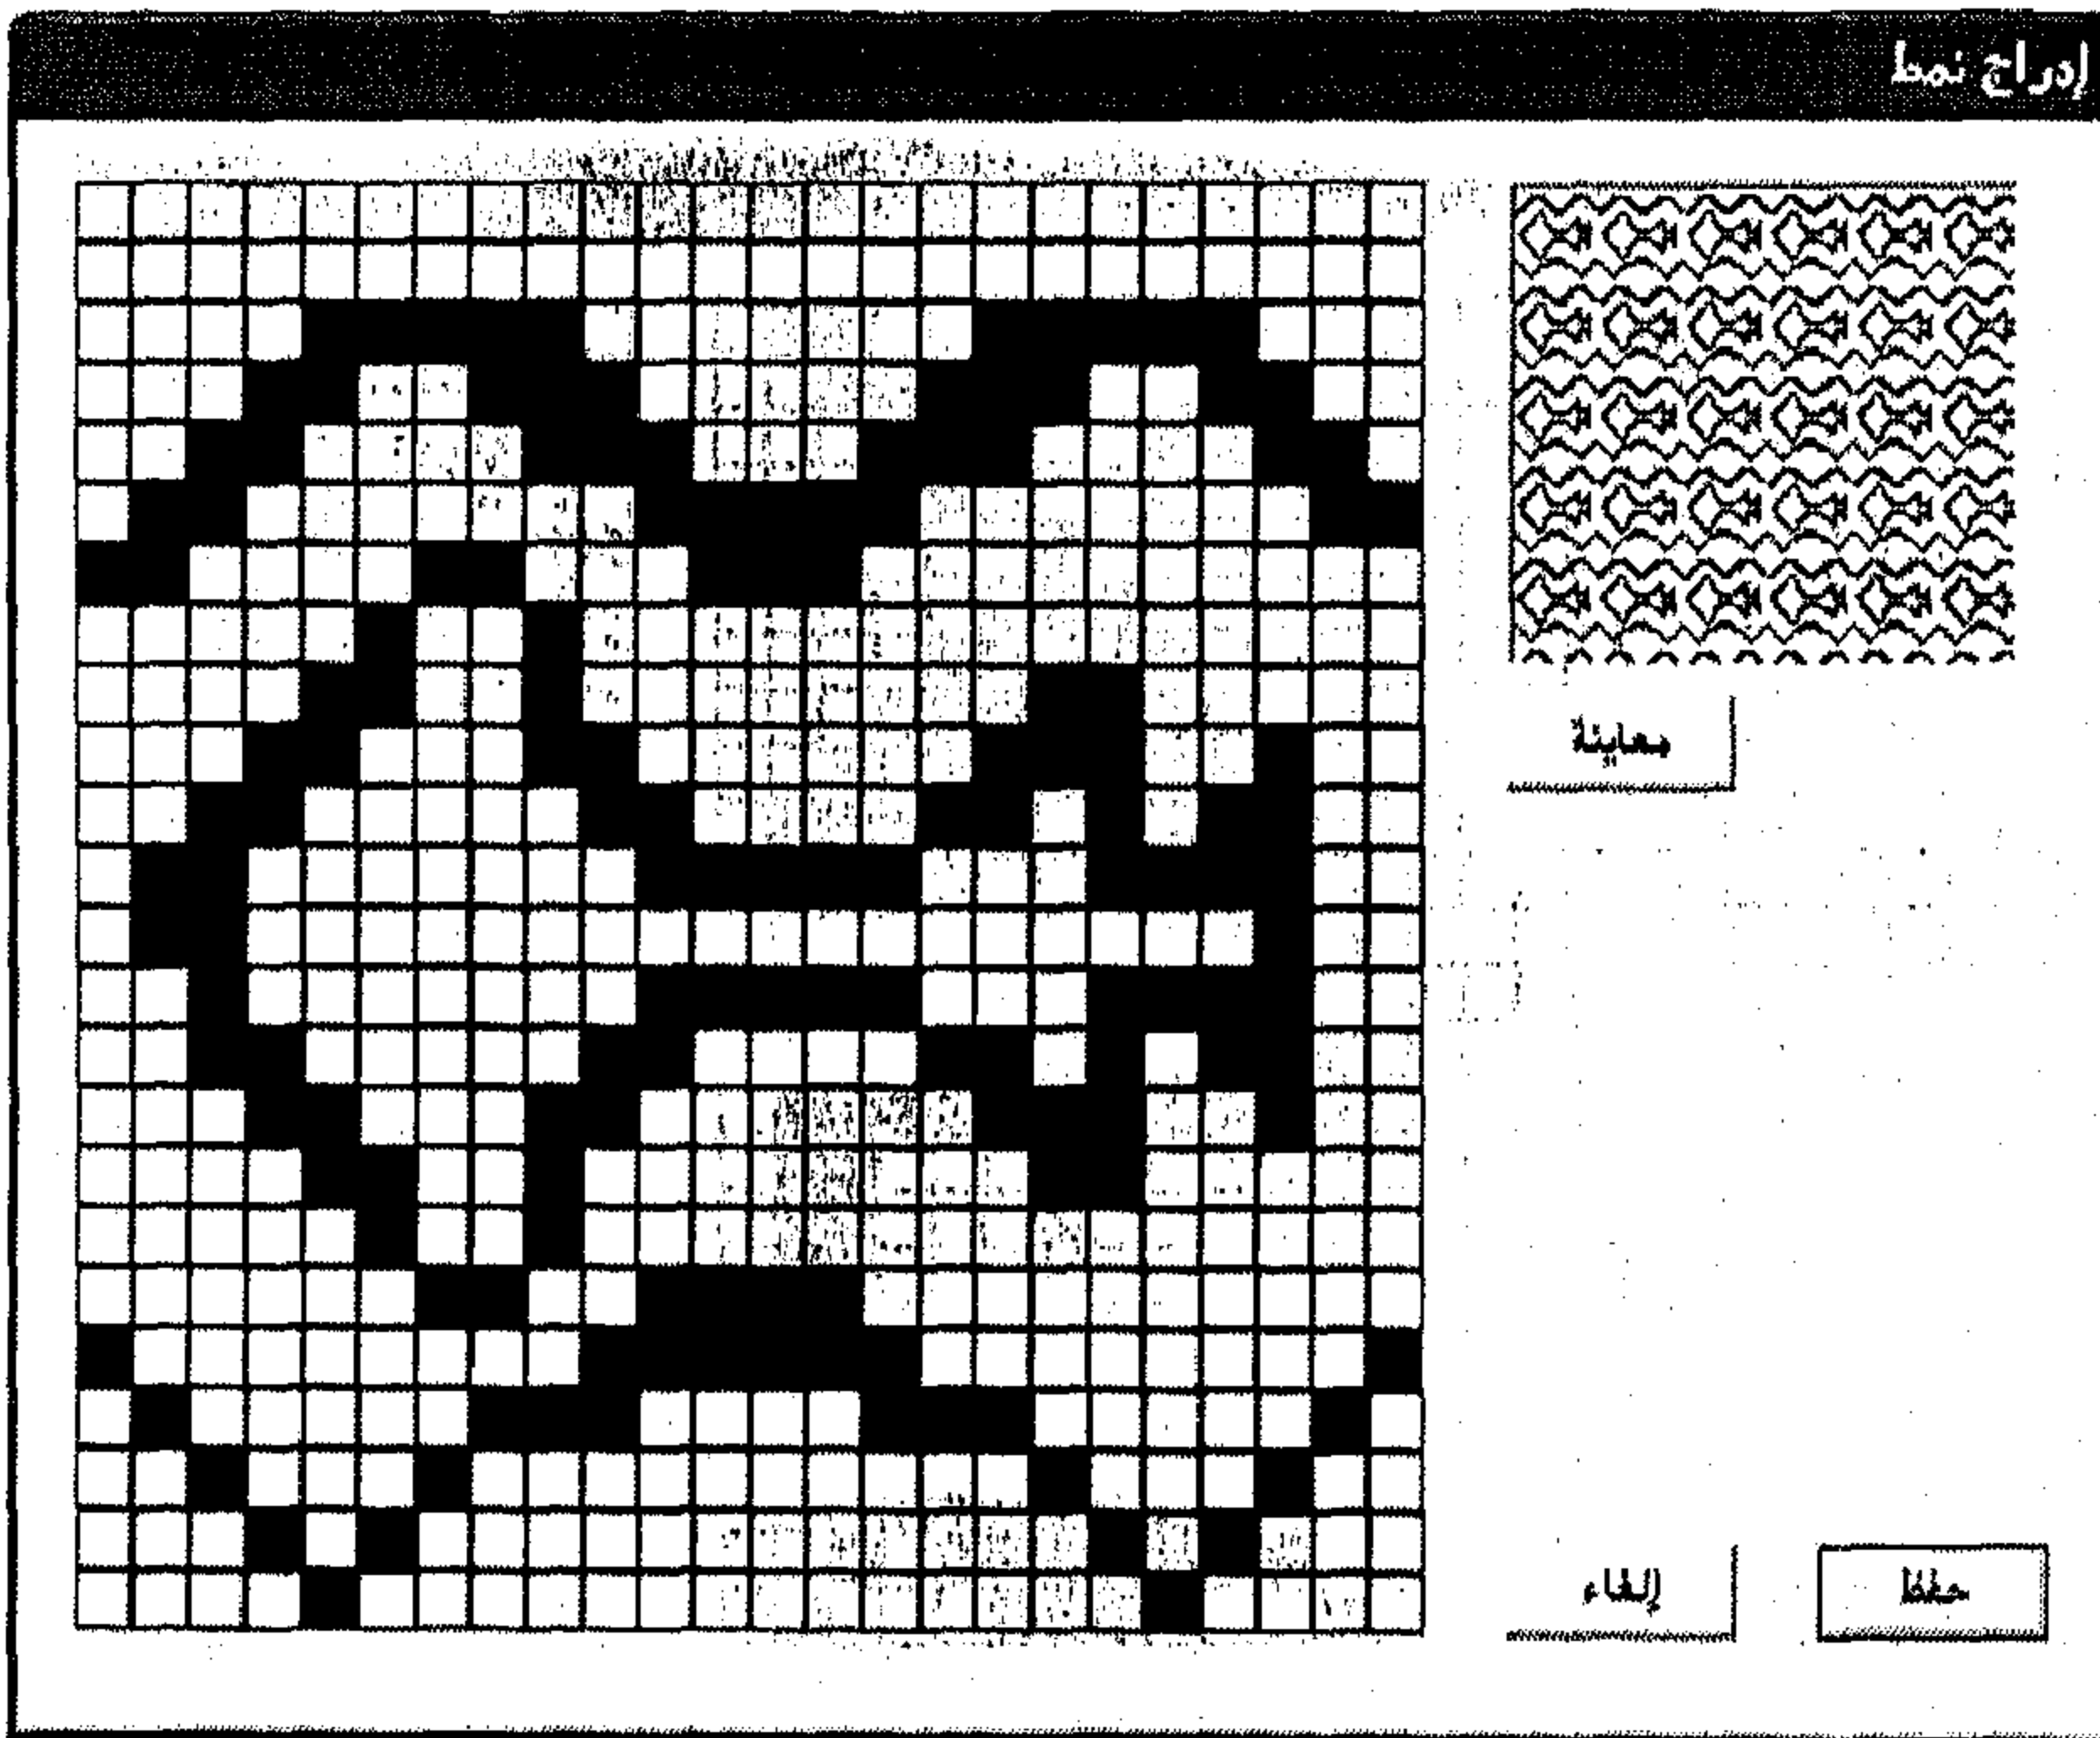 إدراج نمط
معاينة
حفظ
إلغاء